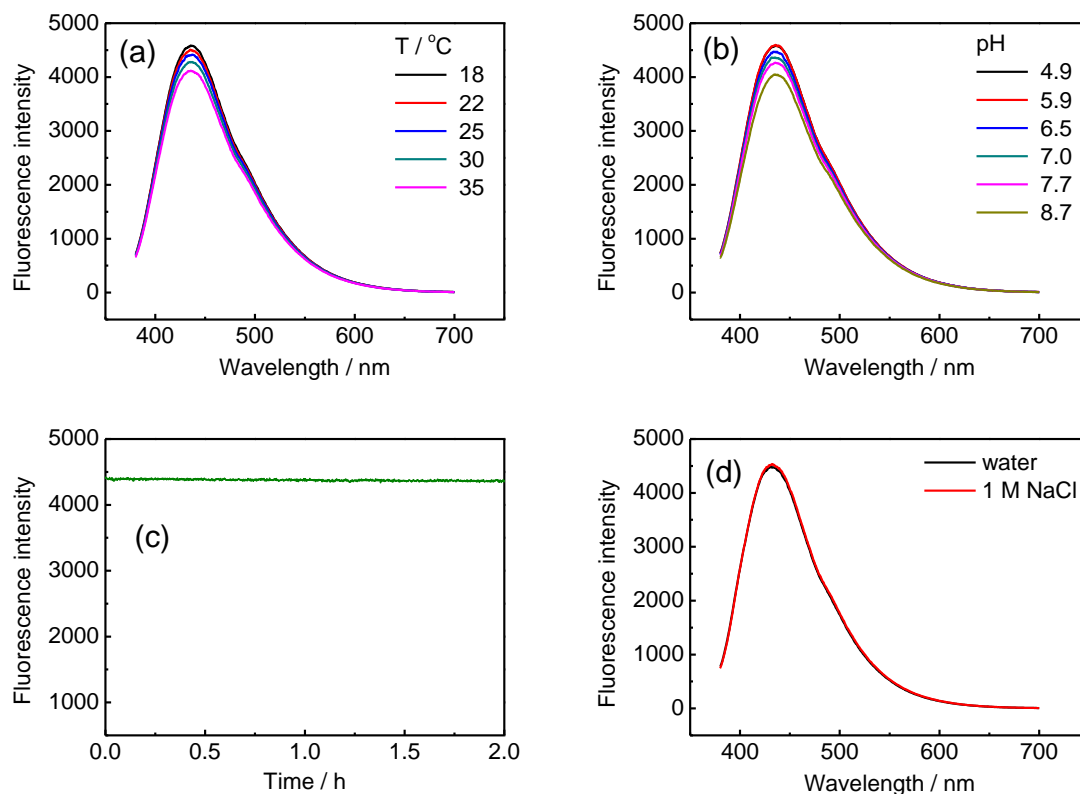 (a)
T / °C
18
22
25
30
35
5000
4000
3000
2000
1000
0
400 500 600 700
Fluorescence intensity
Wavelength / nm
(b)
pH
4.9
5.9
6.5
7.0
7.7
8.7
5000
4000
3000
2000
1000
0
400 500 600 700
Fluorescence intensity
Wavelength / nm
(c)
5000
4000
3000
2000
1000
0.0 0.5 1.0 1.5 2.0
Fluorescence intensity
Time / h
(d)
water
1 M NaCl
5000
4000
3000
2000
1000
0
400 500 600 700
Fluorescence intensity
Wavelength / nm